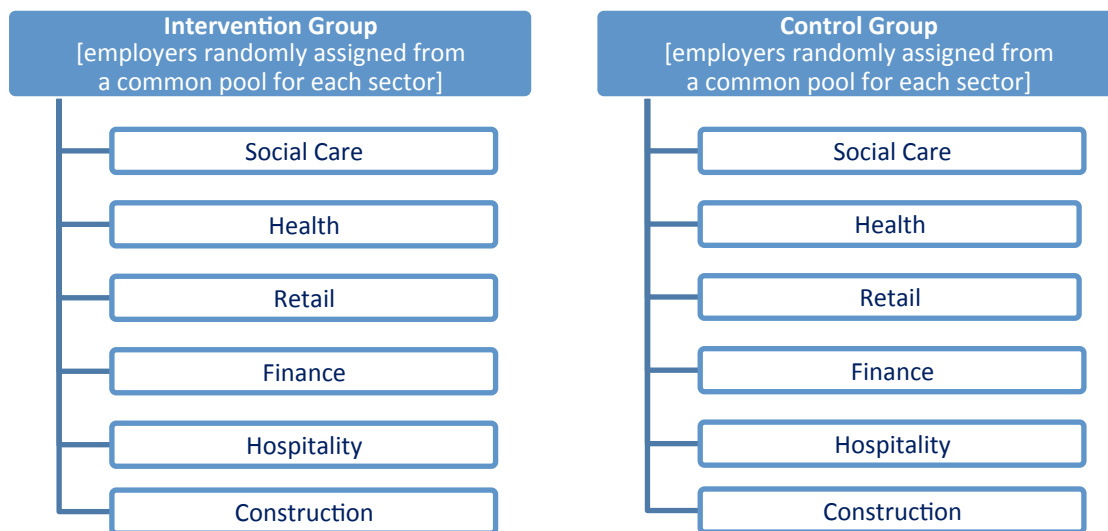 Intervention Group
[employers randomly assigned from
a common pool for each sector]
Social Care
Health
Retail
Finance
Hospitality
Construction
Control Group
[employers randomly assigned from
a common pool for each sector]
Social Care
Health
Retail
Finance
Hospitality
Construction